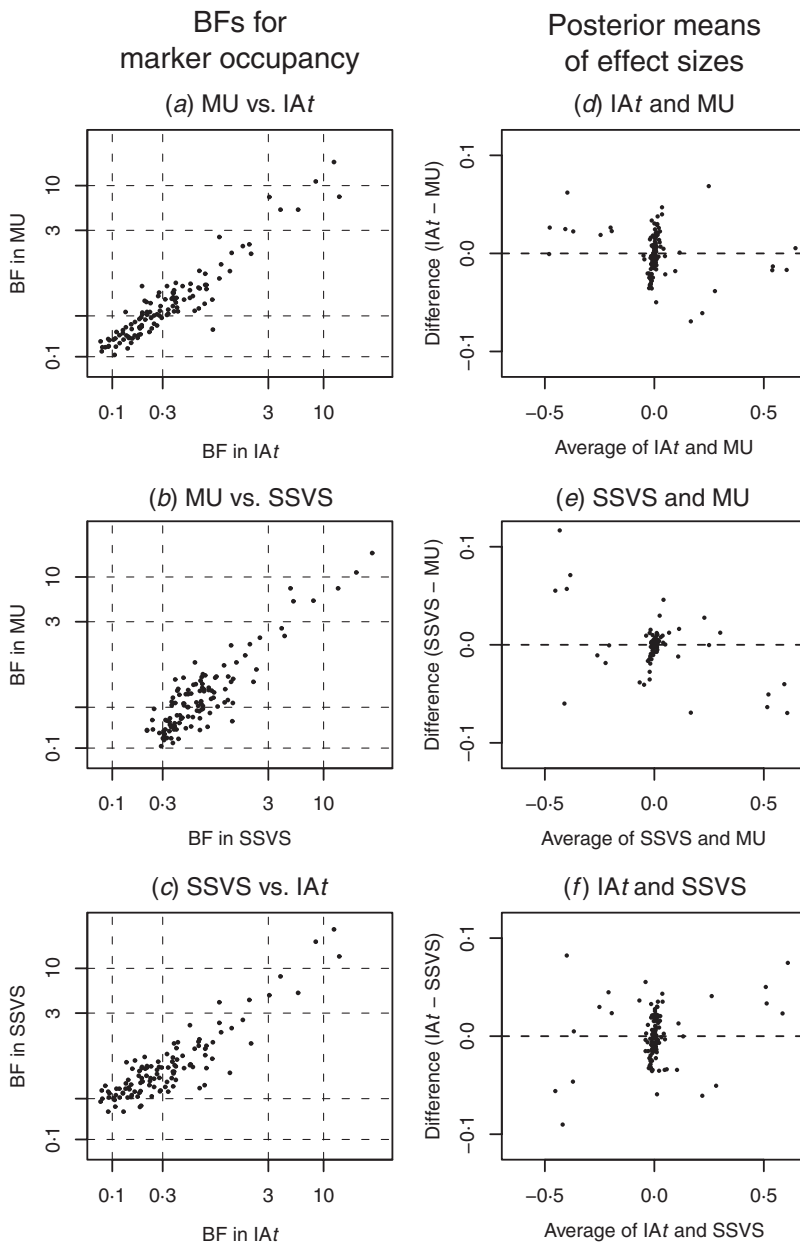 BFs for
marker occupancy
Posterior means
of effect sizes
(a) MU vs. IAt
BF in MU
10
3
0·1
0·1 0·3 3 10
BF in IAt
(d) IAt and MU
Difference (IAt – MU)
0·1
0·0
–0·1
–0·5 0·0 0·5
Average of IAt and MU
(b) MU vs. SSVS
BF in MU
10
3
0·1
0·1 0·3 3 10
BF in SSVS
(e) SSVS and MU
Difference (SSVS – MU)
0·1
0·0
–0·1
–0·5 0·0 0·5
Average of SSVS and MU
(c) SSVS vs. IAt
BF in SSVS
10
3
0·1
0·1 0·3 3 10
BF in IAt
(f) IAt and SSVS
Difference (IAt – SSVS)
0·1
0·0
–0·1
–0·5 0·0 0·5
Average of IAt and SSVS